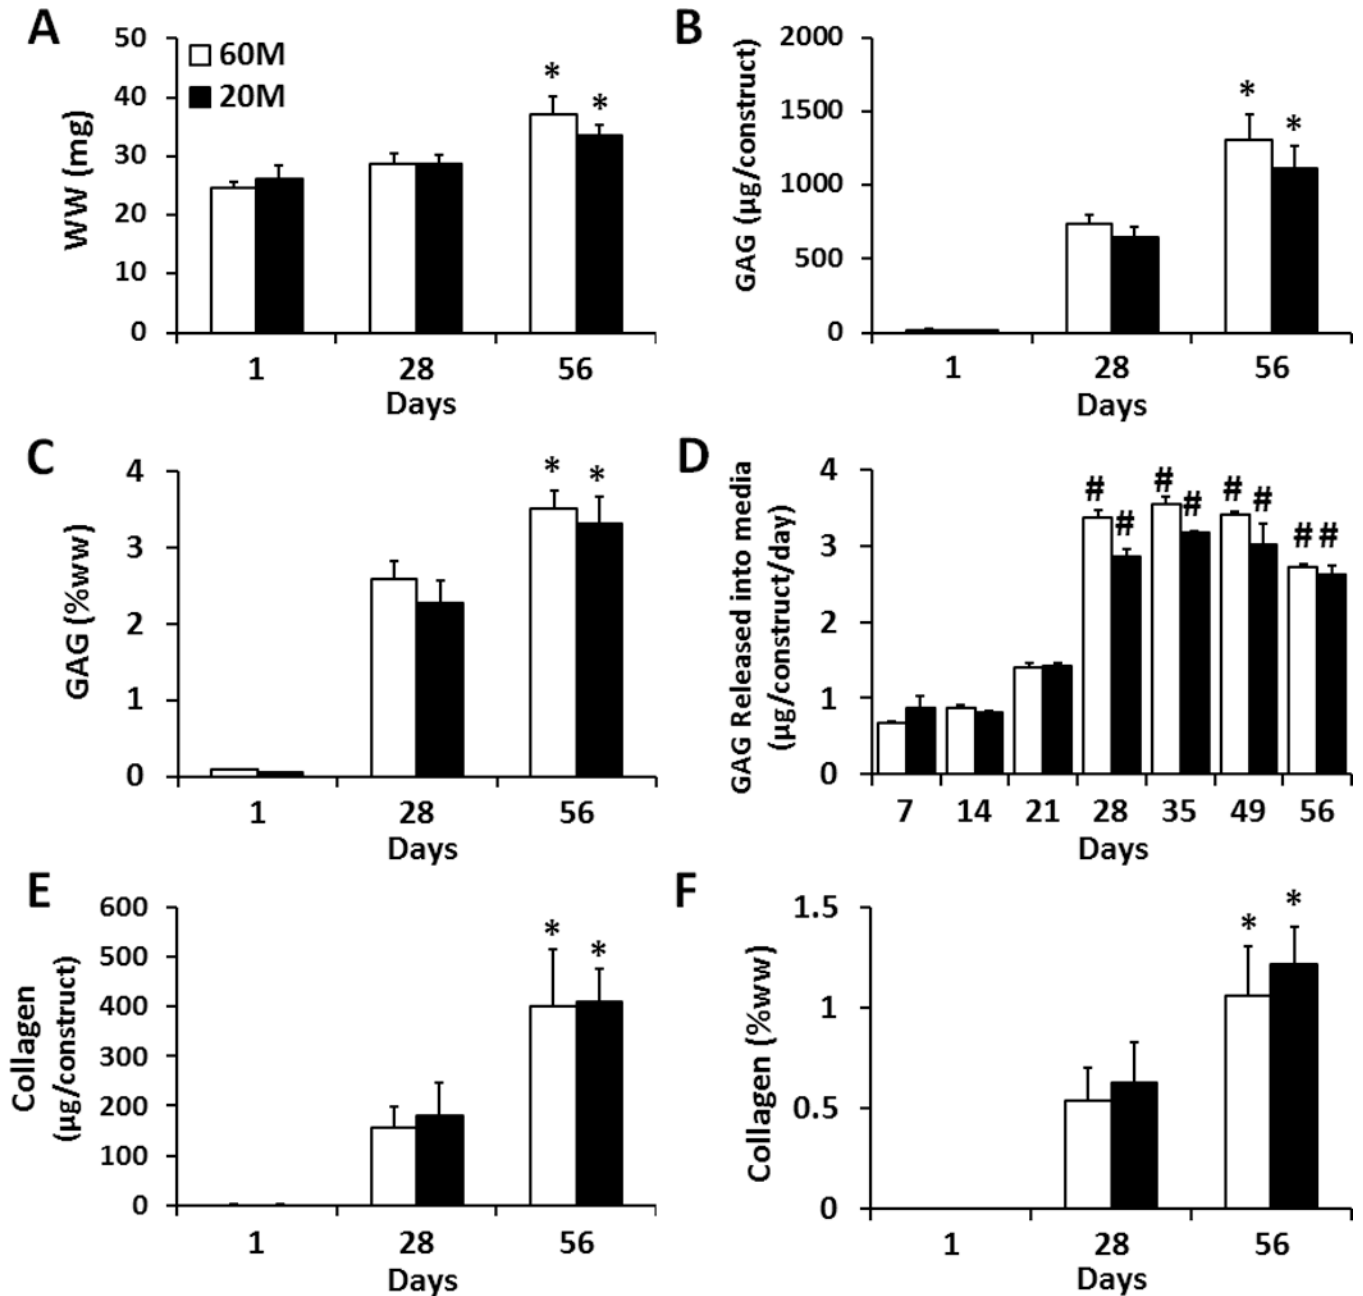 A
WW (mg)
50
40
30
20
10
0
60M
20M
*
*
1 28 56
Days
B
GAG (µg/construct)
2000
1500
1000
500
0
*
*
1 28 56
Days
C
GAG (%ww)
4
3
2
1
0
*
*
1 28 56
Days
D
GAG Released into media
(µg/construct/day)
4
3
2
1
0
#
#
#
#
#
#
#
#
7 14 21 28 35 49 56
Days
E
Collagen
(µg/construct)
600
500
400
300
200
100
0
*
*
1 28 56
Days
F
Collagen (%ww)
1.5
1
0.5
0
*
*
1 28 56
Days